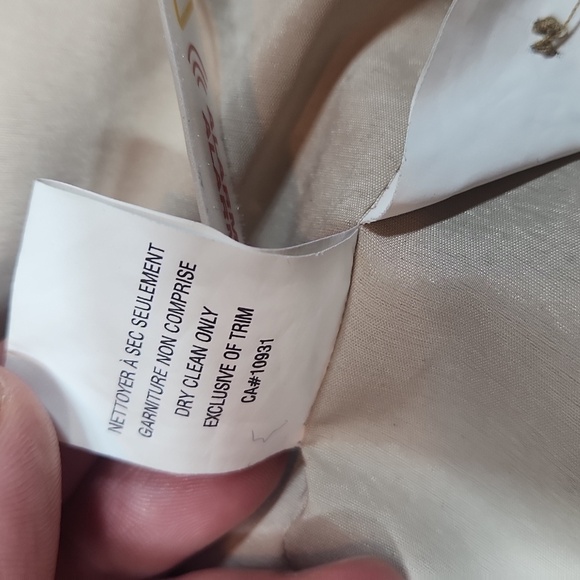 NETTOYER À SEC SEULEMENT
GARNITURE NON COMPRISE
DRY CLEAN ONLY
EXCLUSIVE OF TRIM
CA#10931